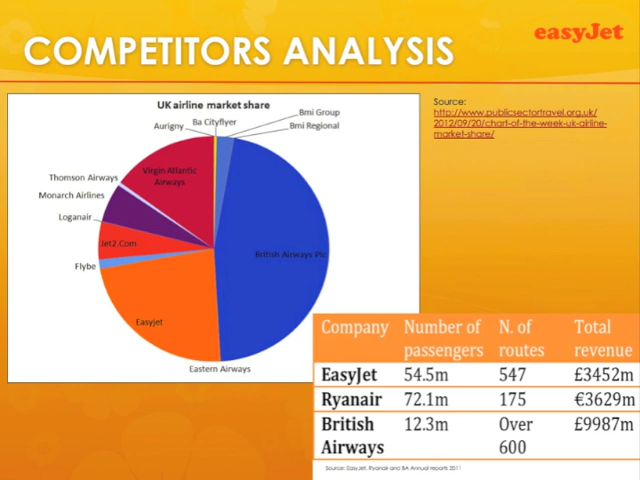 easyJet
COMPETITORS ANALYSIS
Source:
http://www.publicsectortravel.org.uk/
2012/09/20/chart-of-the-week-uk-airline-
market-share/
UK airline market share
Bmi Group
Aurigny
Ba Cityflyer
Bmi Regional
Virgin Atlantic
Airways
Thomson Airways
Monarch Airlines
Loganair
Jet2.Com
British Airways Plc
Flybe
Easyjet
Eastern Airways
Company Number of passengers N. of routes Total revenue
EasyJet 54.5m 547 £3452m
Ryanair 72.1m 175 €3629m
British Airways 12.3m Over 600 £9987m
Source: EasyJet, Ryanair and BA Annual reports 2011